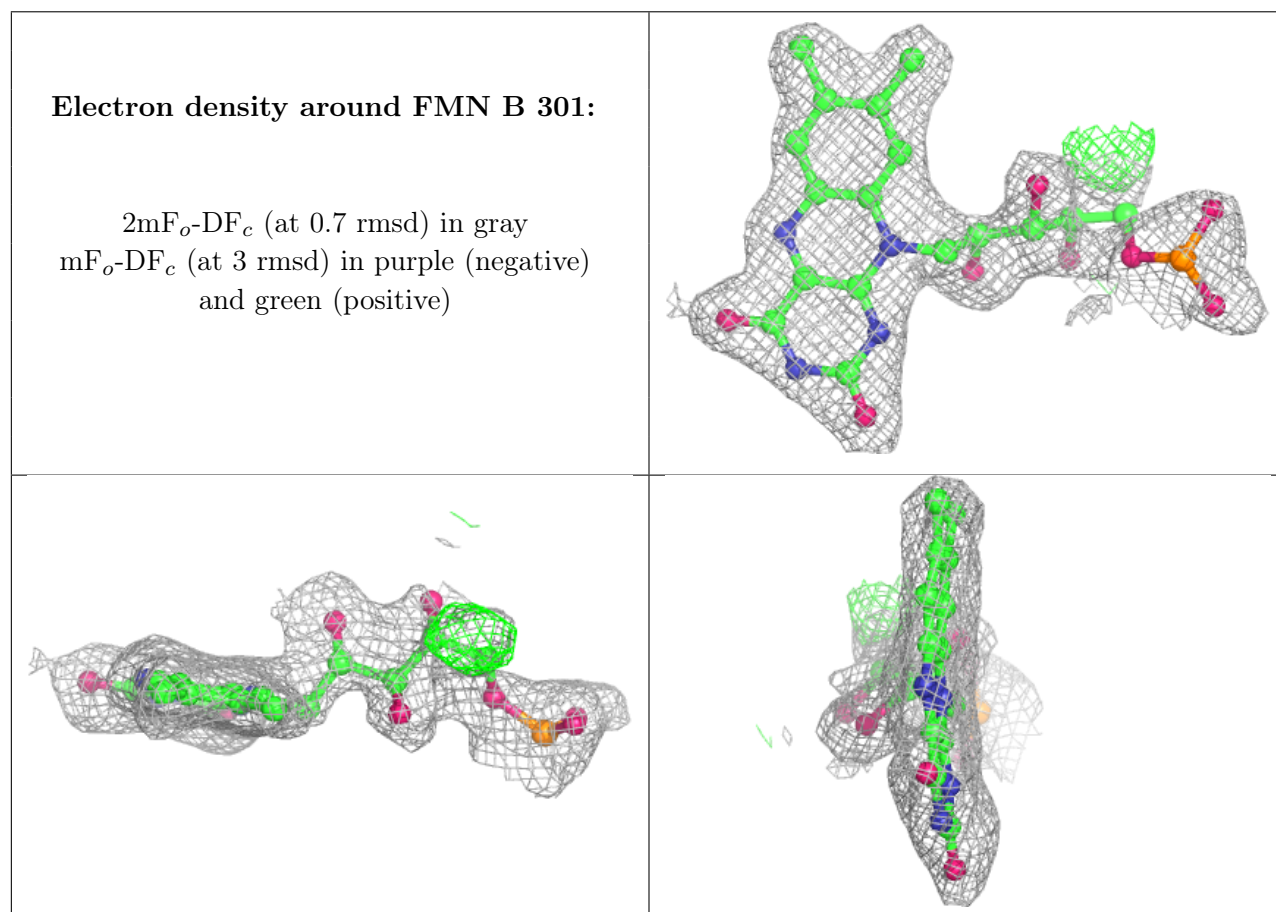 Electron density around FMN B 301:
2mFo-DFc (at 0.7 rmsd) in gray
mFo-DFc (at 3 rmsd) in purple (negative)
and green (positive)